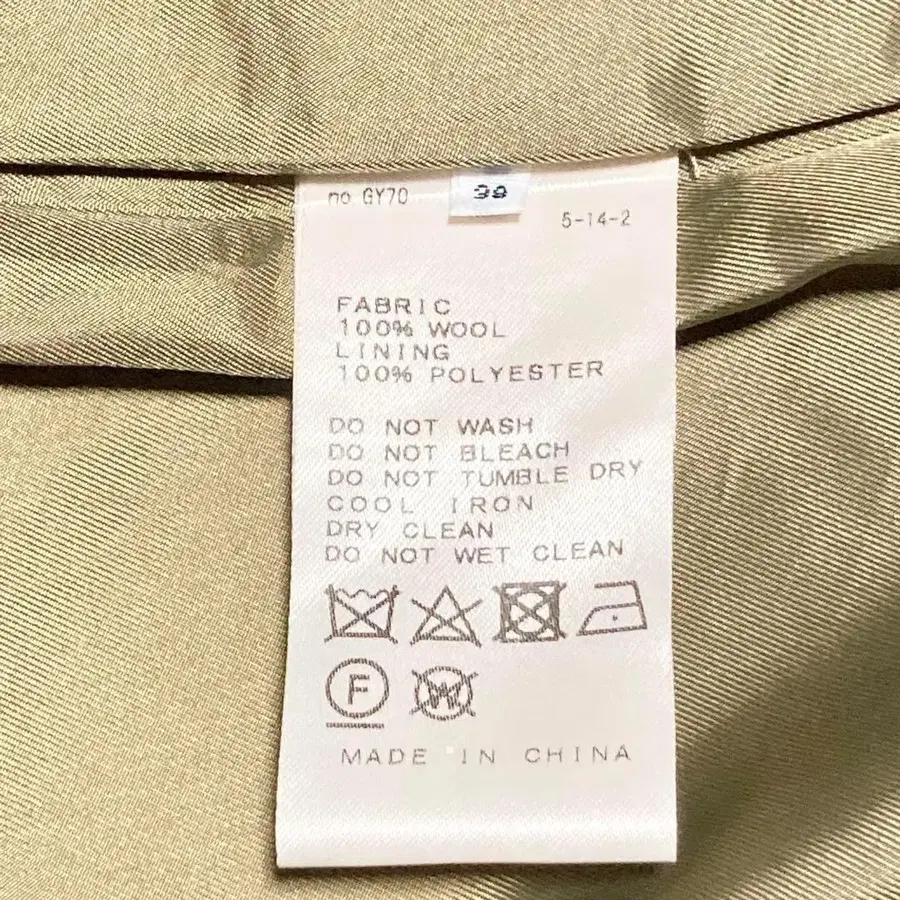 no GY70
38
5-14-2
FABRIC
100% WOOL
LINING
100% POLYESTER
DO NOT WASH
DO NOT BLEACH
DO NOT TUMBLE DRY
COOL IRON
DRY CLEAN
DO NOT WET CLEAN
F
W
MADE IN CHINA